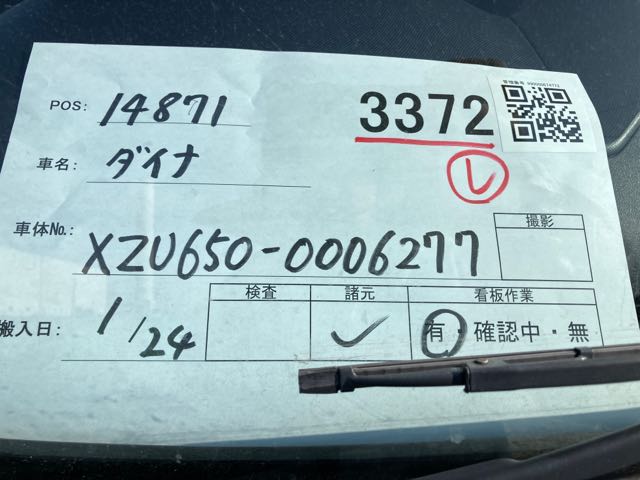 管理番号
POS: 14871
3372
車名: ダイナ
レ
車体No.: XZU650-0006277
撮影
検査 諸元 看板作業
搬入日: 1/24 ✓ 有・確認中・無